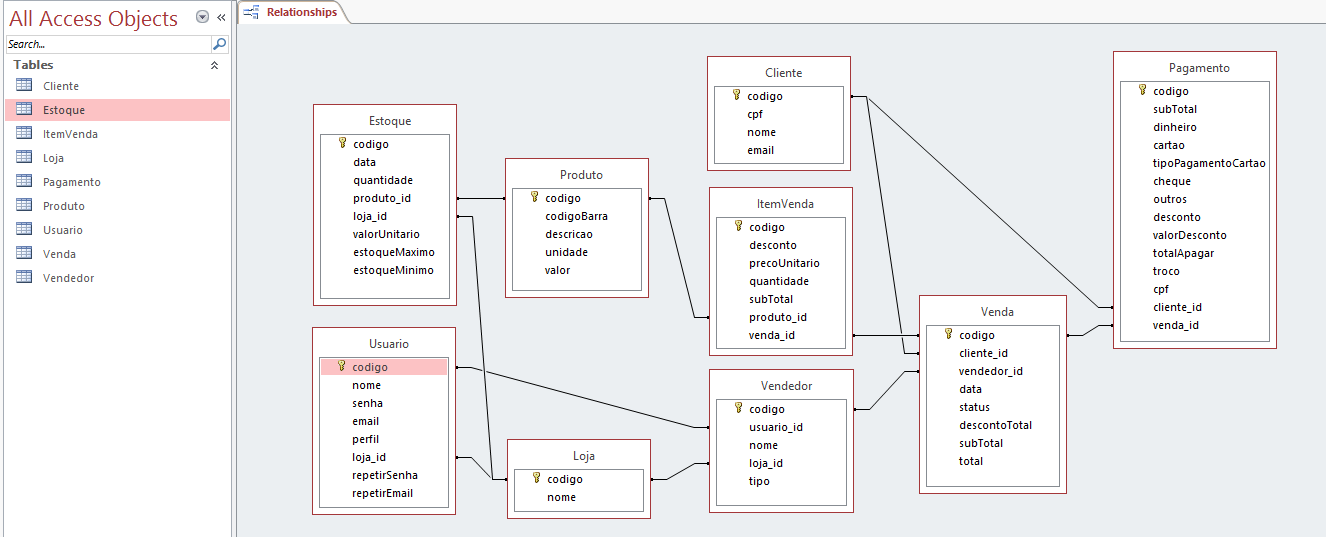 All Access Objects
Search...
Tables
Cliente
Estoque
ItemVenda
Loja
Pagamento
Produto
Usuario
Venda
Vendedor
Relationships
Estoque
codigo
data
quantidade
produto_id
loja_id
valorUnitario
estoqueMaximo
estoqueMinimo
Usuario
codigo
nome
senha
email
perfil
loja_id
repetirSenha
repetirEmail
Produto
codigo
codigoBarra
descricao
unidade
valor
Loja
codigo
nome
Cliente
codigo
cpf
nome
email
ItemVenda
codigo
desconto
precoUnitario
quantidade
subTotal
produto_id
venda_id
Vendedor
codigo
usuario_id
nome
loja_id
tipo
Venda
codigo
cliente_id
vendedor_id
data
status
descontoTotal
subTotal
total
Pagamento
codigo
subTotal
dinheiro
cartao
tipoPagamentoCartao
cheque
outros
desconto
valorDesconto
totalApagar
troco
cpf
cliente_id
venda_id